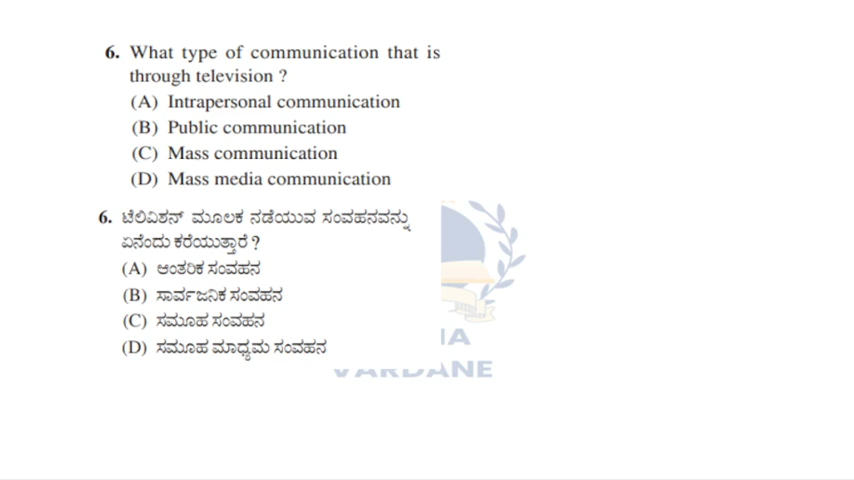 6. What type of communication that is
through television ?
(A) Intrapersonal communication
(B) Public communication
(C) Mass communication
(D) Mass media communication
6. ಟೆಲಿವಿಶನ್ ಮೂಲಕ ನಡೆಯುವ ಸಂವಹನವನ್ನು
ಏನೆಂದು ಕರೆಯುತ್ತಾರೆ ?
(A) ಆಂತರಿಕ ಸಂವಹನ
(B) ಸಾರ್ವಜನಿಕ ಸಂವಹನ
(C) ಸಮೂಹ ಸಂವಹನ
(D) ಸಮೂಹ ಮಾಧ್ಯಮ ಸಂವಹನ
VARDANE